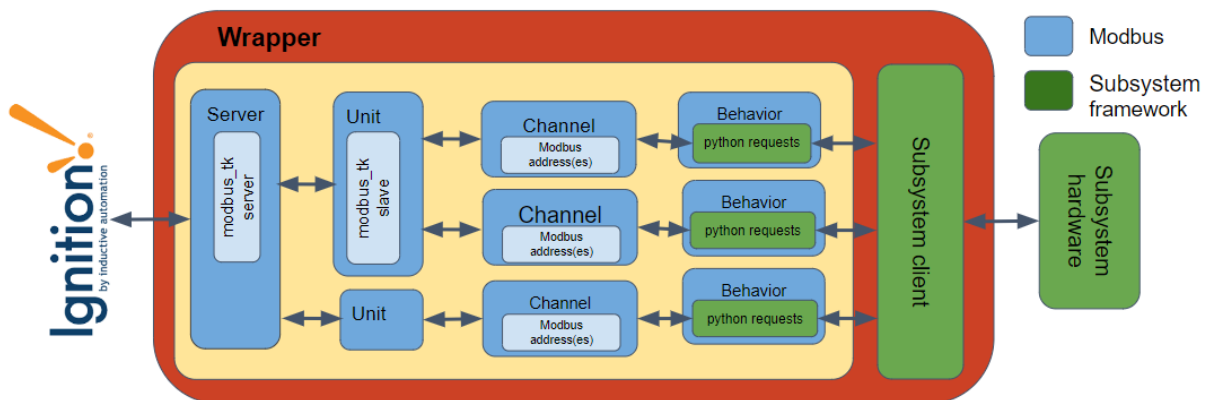 Wrapper
Modbus
Subsystem
framework
Ignition
®
by inductive automation
Server
modbus_tk
server
Unit
modbus_tk
slave
Channel
Modbus
address(es)
Behavior
python requests
Channel
Modbus
address(es)
Behavior
python requests
Unit
Channel
Modbus
address(es)
Behavior
python requests
Subsystem client
Subsystem
hardware